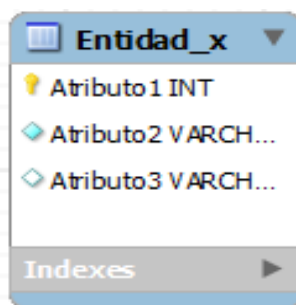 Entidad_x
Atributo1 INT
Atributo2 VARCH...
Atributo3 VARCH...
Indexes